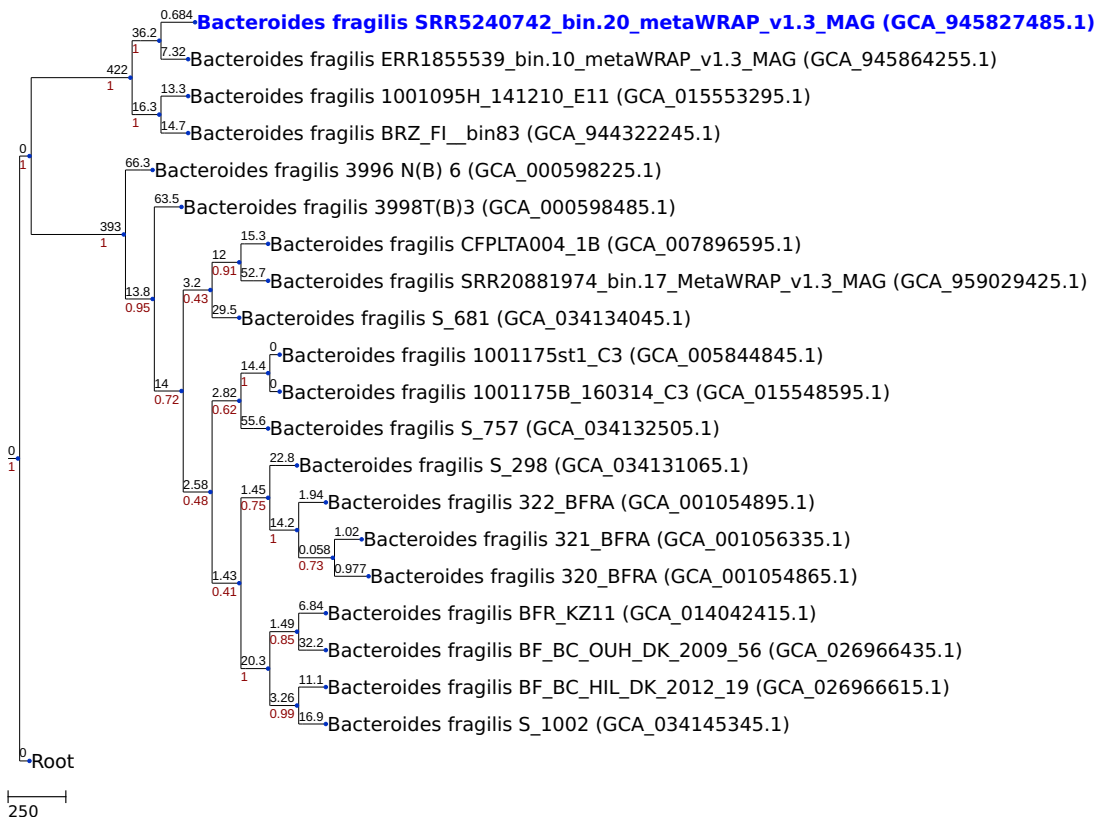 0.684
Bacteroides fragilis SRR5240742_bin.20_metaWRAP_v1.3_MAG (GCA_945827485.1)
36.2
1
7.32
Bacteroides fragilis ERR1855539_bin.10_metaWRAP_v1.3_MAG (GCA_945864255.1)
422
1
13.3
Bacteroides fragilis 1001095H_141210_E11 (GCA_015553295.1)
16.3
1
14.7
Bacteroides fragilis BRZ_FI__bin83 (GCA_944322245.1)
0
1
66.3
Bacteroides fragilis 3996 N(B) 6 (GCA_000598225.1)
63.5
Bacteroides fragilis 3998T(B)3 (GCA_000598485.1)
393
1
15.3
Bacteroides fragilis CFPLTA004_1B (GCA_007896595.1)
12
0.91
52.7
Bacteroides fragilis SRR20881974_bin.17_MetaWRAP_v1.3_MAG (GCA_959029425.1)
3.2
0.43
13.8
0.95
29.5
Bacteroides fragilis S_681 (GCA_034134045.1)
0
Bacteroides fragilis 1001175st1_C3 (GCA_005844845.1)
14.4
1
0
Bacteroides fragilis 1001175B_160314_C3 (GCA_015548595.1)
14
0.72
2.82
0.62
55.6
Bacteroides fragilis S_757 (GCA_034132505.1)
0
1
22.8
Bacteroides fragilis S_298 (GCA_034131065.1)
2.58
0.48
1.45
0.75
1.94
Bacteroides fragilis 322_BFRA (GCA_001054895.1)
14.2
1
1.02
Bacteroides fragilis 321_BFRA (GCA_001056335.1)
0.058
0.73
0.977
Bacteroides fragilis 320_BFRA (GCA_001054865.1)
1.43
0.41
6.84
Bacteroides fragilis BFR_KZ11 (GCA_014042415.1)
1.49
0.85
32.2
Bacteroides fragilis BF_BC_OUH_DK_2009_56 (GCA_026966435.1)
20.3
1
11.1
Bacteroides fragilis BF_BC_HIL_DK_2012_19 (GCA_026966615.1)
3.26
0.99
16.9
Bacteroides fragilis S_1002 (GCA_034145345.1)
0
Root
250